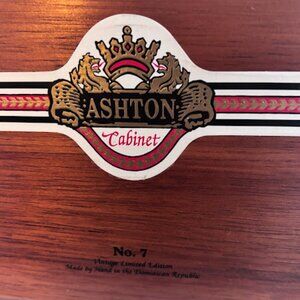 ASHTON
Cabinet
No. 7
Vintage Limited Edition
Made by Hand in the Dominican Republic